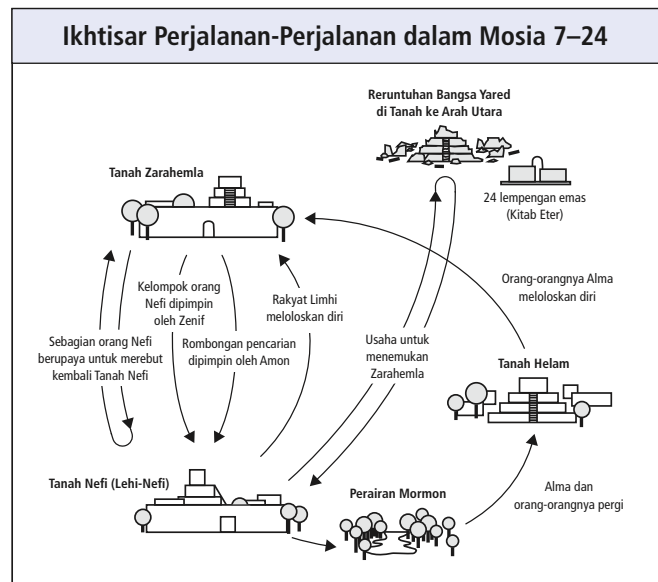 Ikhtisar Perjalanan-Perjalanan dalam Mosia 7–24
Reruntuhan Bangsa Yared
di Tanah ke Arah Utara
Tanah Zarahemla
24 lempengan emas
(Kitab Eter)
Kelompok orang
Nefi dipimpin
oleh Zenif
Rakyat Limhi
meloloskan diri
Orang-orangnya Alma
meloloskan diri
Sebagian orang Nefi
berupaya untuk merebut
kembali Tanah Nefi
Rombongan pencarian
dipimpin oleh Amon
Usaha untuk
menemukan
Zarahemla
Tanah Helam
Tanah Nefi (Lehi-Nefi)
Perairan Mormon
Alma dan
orang-orangnya pergi